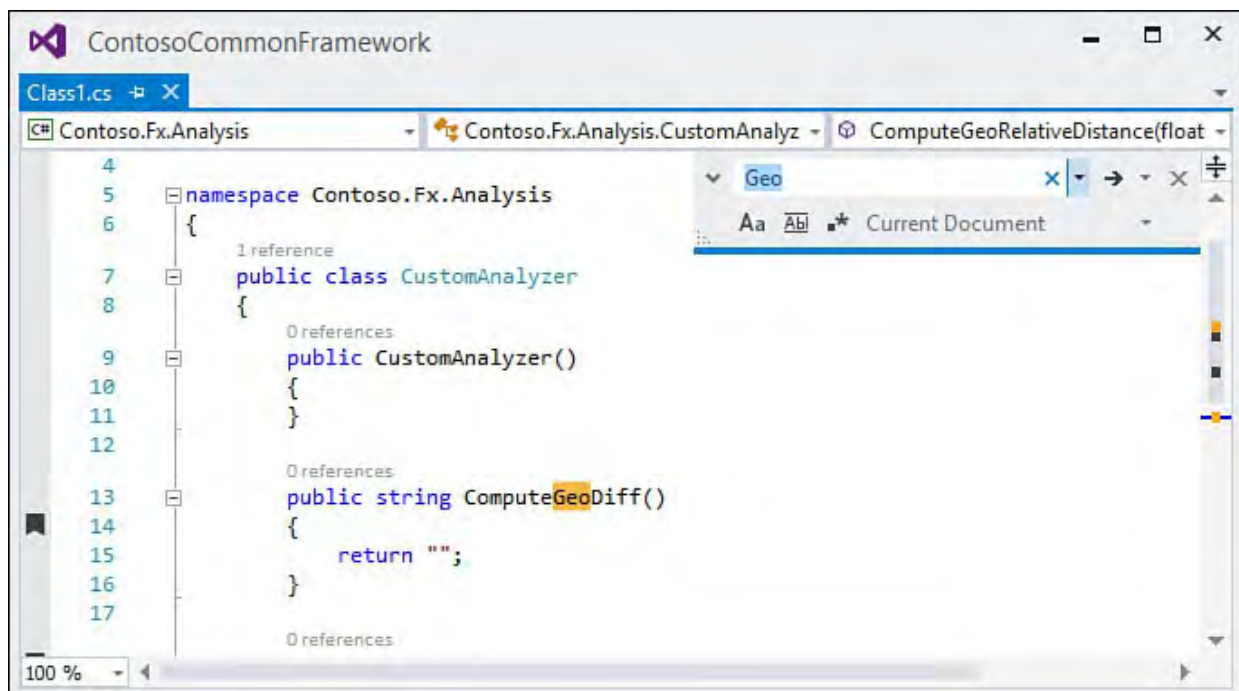 ContosoCommonFramework
Class1.cs
C# Contoso.Fx.Analysis Contoso.Fx.Analysis.CustomAnalyz ComputeGeoRelativeDistance(float
Geo
Aa Abl .* Current Document
4
5 namespace Contoso.Fx.Analysis
6 {
1 reference
7 public class CustomAnalyzer
8 {
0 references
9 public CustomAnalyzer()
10 {
11 }
12
0 references
13 public string ComputeGeoDiff()
14 {
15 return "";
16 }
17
0 references
100 %